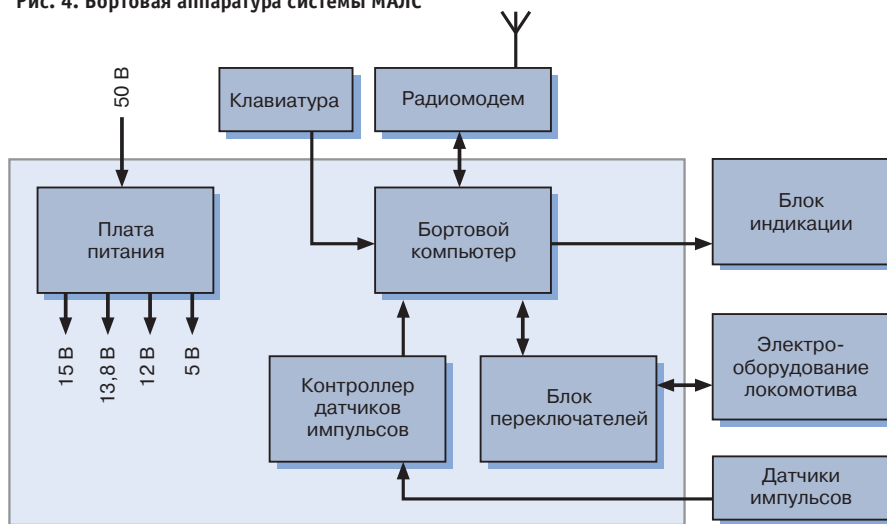 Рис. 4. Бортовая аппаратура системы МАЛС
50 В
Клавиатура
Радиомодем
Плата
питания
Бортовой
компьютер
Блок
индикации
15 В
13,8 В
12 В
5 В
Контроллер
датчиков
импульсов
Блок
переключателей
Электро-
оборудование
локомотива
Датчики
импульсов